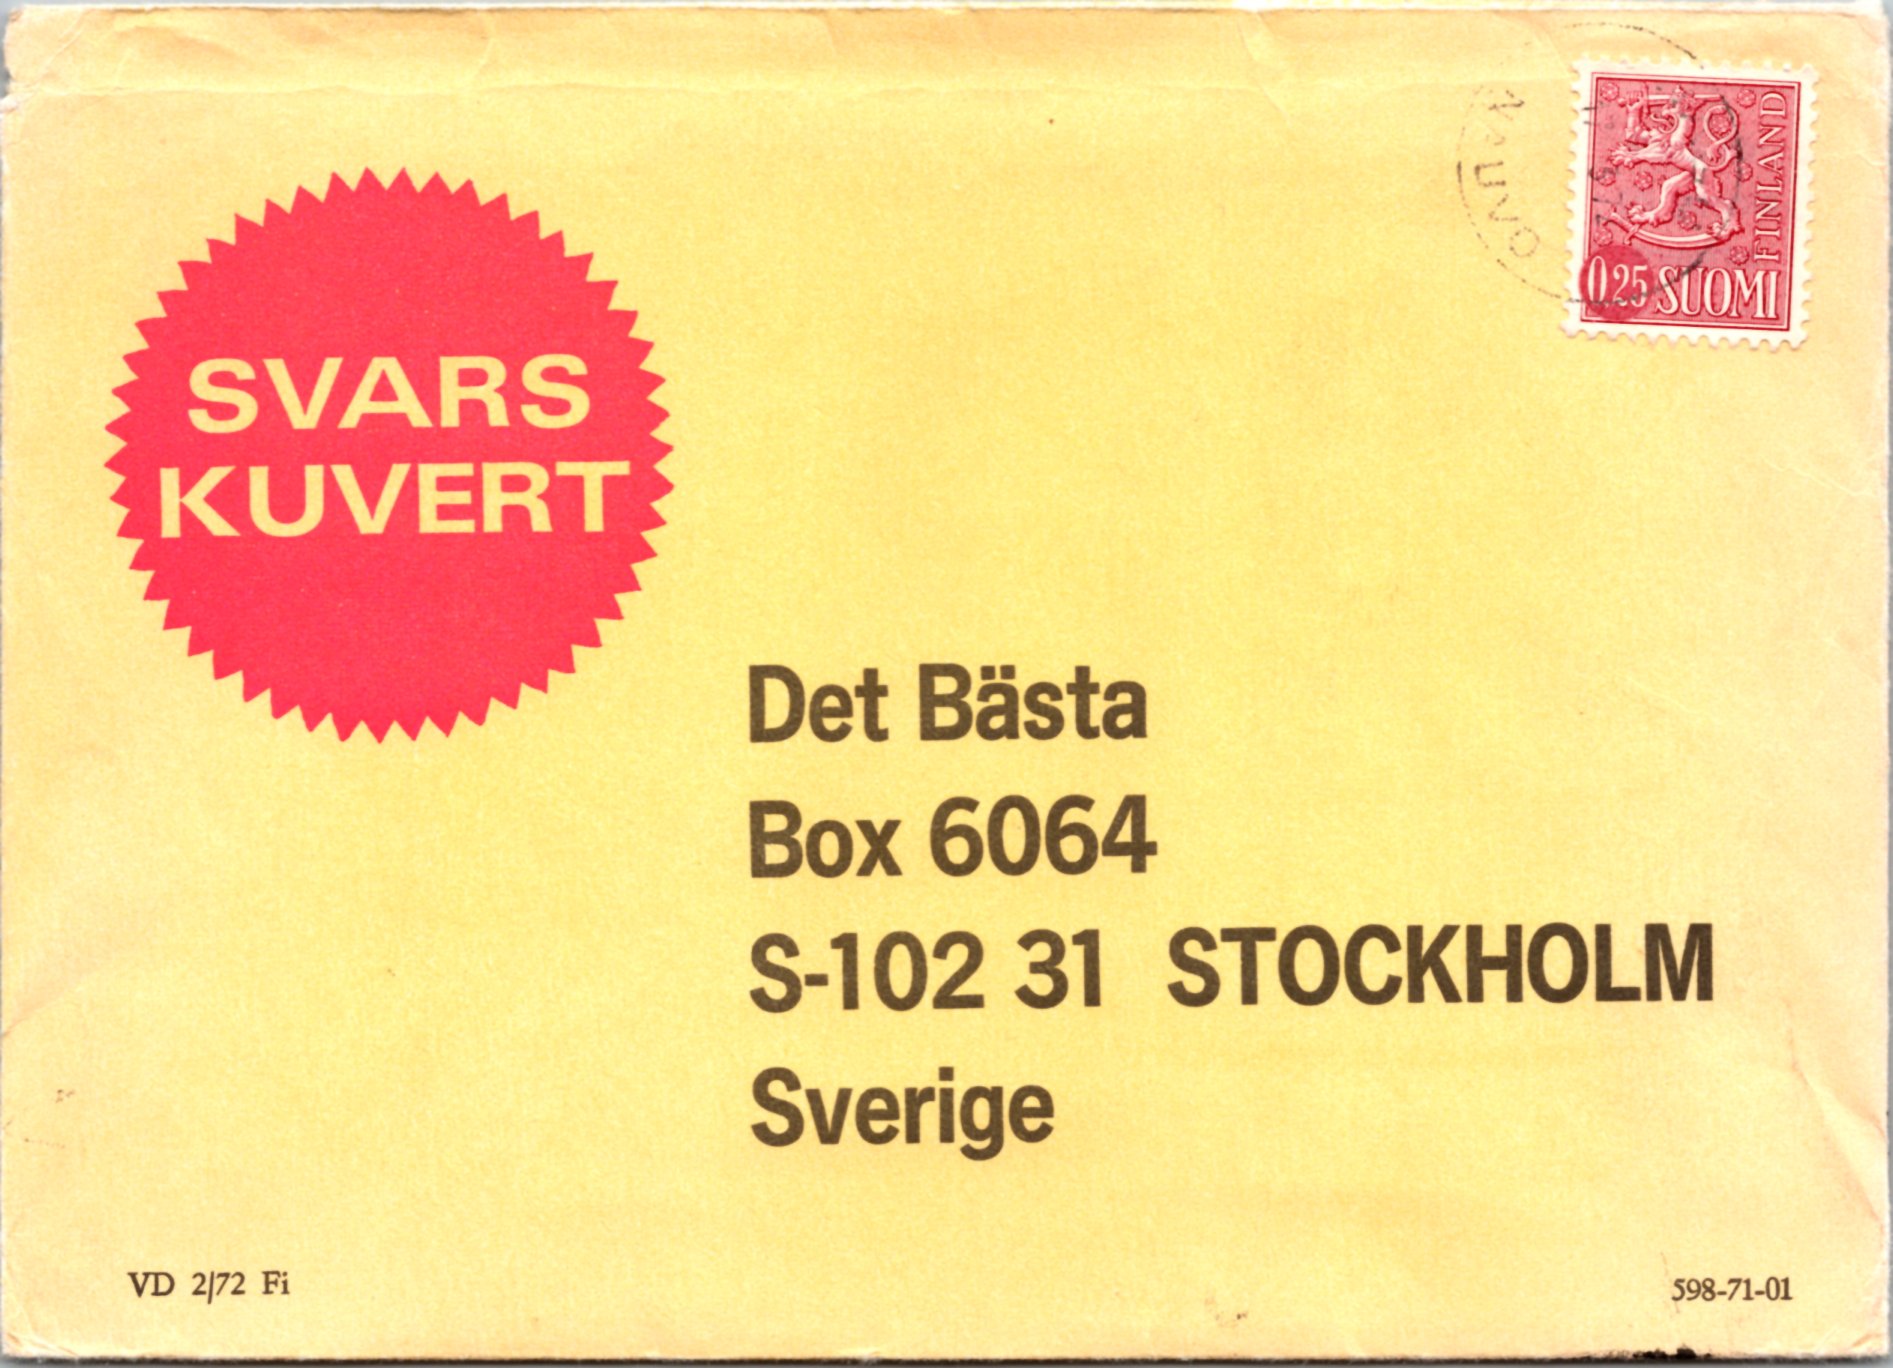 NAUVO
FINLAND
0,25 SUOMI
SVARS
KUVERT
Det Bästa
Box 6064
S-102 31 STOCKHOLM
Sverige
VD 2/72 Fi
598-71-01